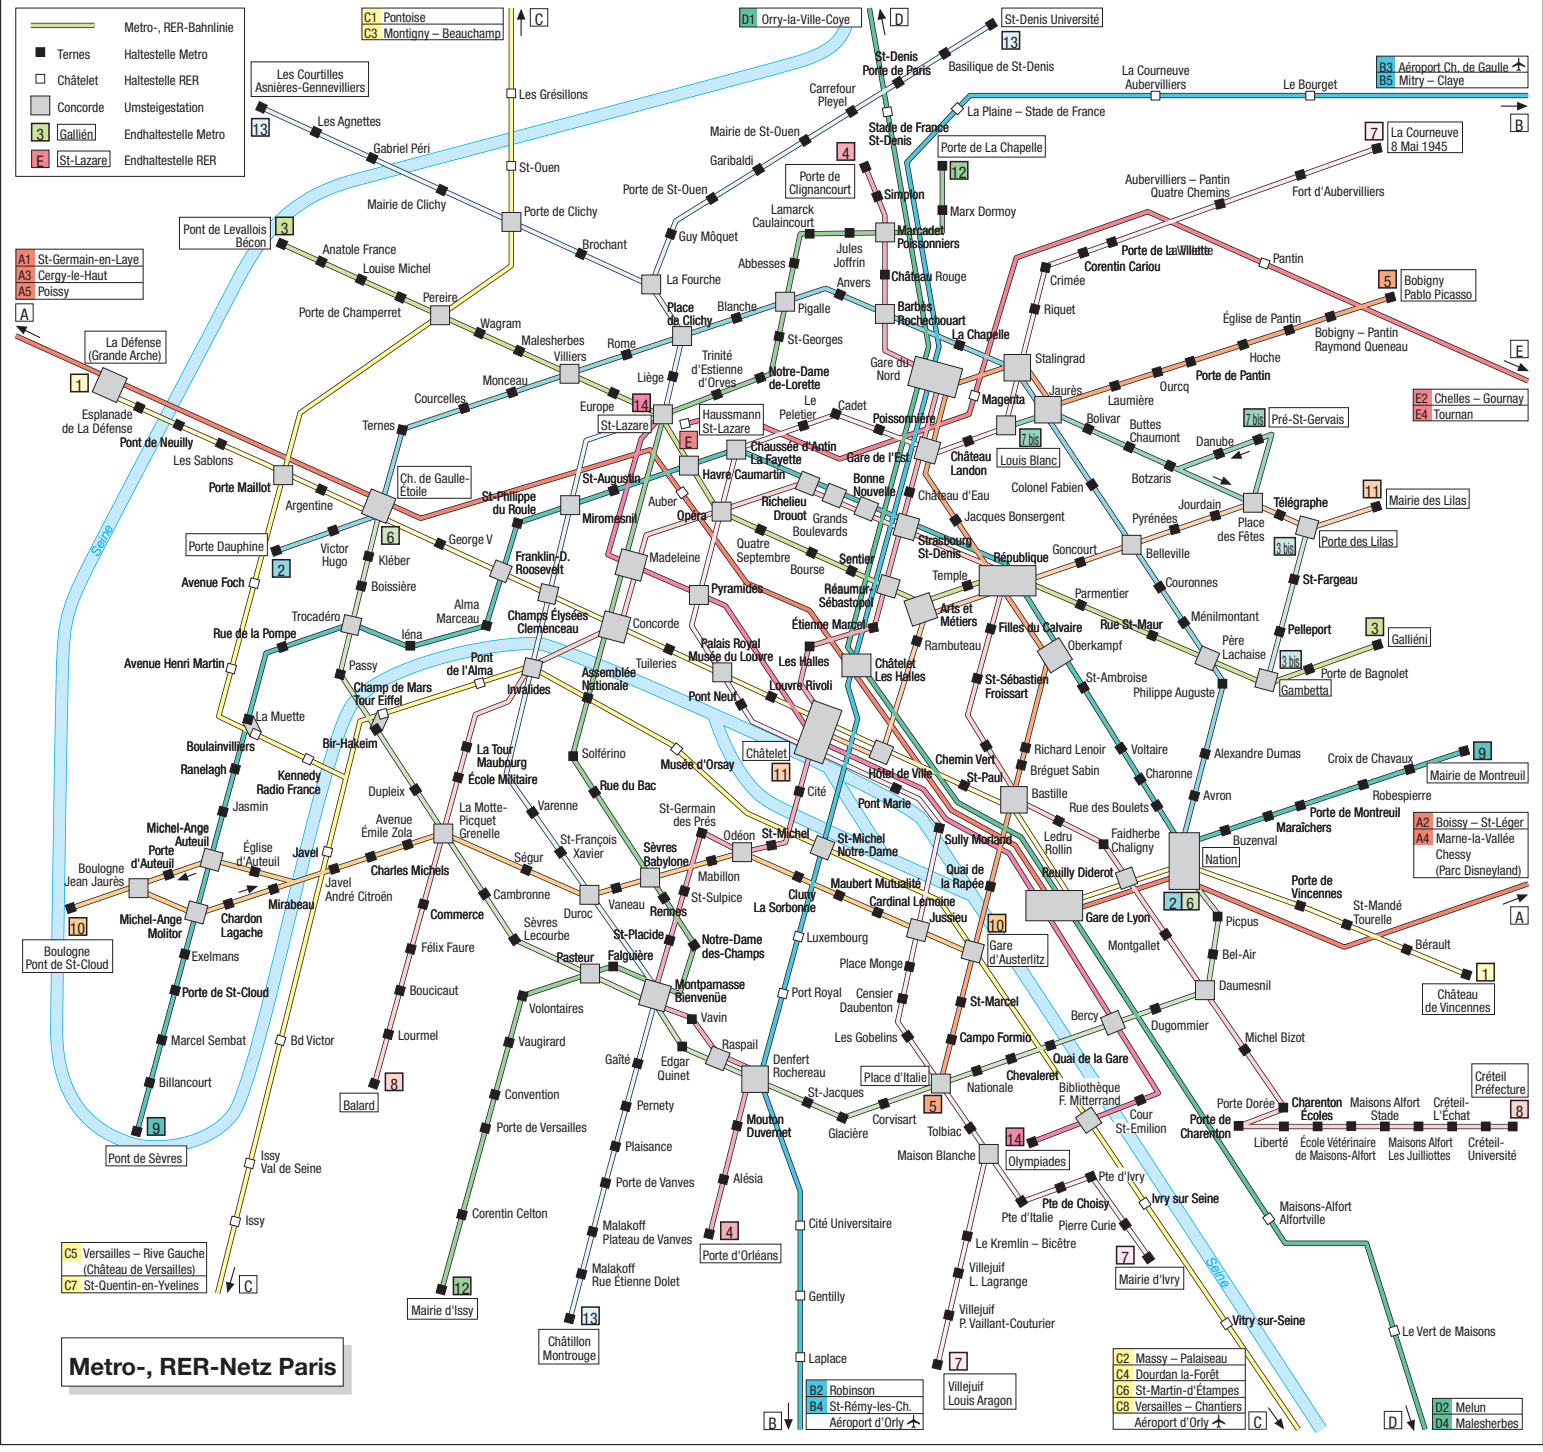 Metro-, RER-Bahnlinie
Ternes
Haltestelle Metro
Châtelet
Haltestelle RER
Concorde
Umsteigestation
3
Gallién
Endhaltestelle Metro
E
St-Lazare
Endhaltestelle RER
C1 Pontoise
C3 Montigny – Beauchamp
C
D1 Orry-la-Ville-Coye
D
St-Denis Université
13
Basilique de St-Denis
St-Denis
Porte de Paris
Carrefour
Pleyel
Mairie de St-Ouen
Garibaldi
Porte de St-Ouen
Guy Môquet
La Fourche
Les Courtilles
Asnières-Gennevilliers
13
Les Agnettes
Gabriel Péri
Mairie de Clichy
Les Grésillons
St-Ouen
Porte de Clichy
Brochant
B3 Aéroport Ch. de Gaulle
B5 Mitry – Claye
B
La Courneuve
Aubervilliers
Le Bourget
La Plaine – Stade de France
Stade de France
St-Denis
Porte de La Chapelle
12
Marx Dormoy
4
Porte de
Clignancourt
Simplon
Marcadet
Poissonniers
Lamarck
Caulaincourt
Jules
Joffrin
Abbesses
Château Rouge
Barbès
Rochechouart
Anvers
Pigalle
Blanche
Place
de Clichy
La Chapelle
7
La Courneuve
8 Mai 1945
Fort d'Aubervilliers
Aubervilliers – Pantin
Quatre Chemins
Porte de La Villette
Corentin Cariou
Crimée
Riquet
Stalingrad
Pantin
5
Bobigny
Pablo Picasso
Bobigny – Pantin
Raymond Queneau
Église de Pantin
Hoche
Porte de Pantin
Ourcq
Laumière
Jaurès
E
E2 Chelles – Gournay
E4 Tournan
Pont de Levallois
Bécon
3
Anatole France
Louise Michel
Porte de Champerret
Pereire
Wagram
Malesherbes
Villiers
Rome
Monceau
Courcelles
Ternes
Europe
Liège
A1 St-Germain-en-Laye
A3 Cergy-le-Haut
A5 Poissy
A
La Défense
(Grande Arche)
1
Esplanade
de La Défense
Pont de Neuilly
Les Sablons
Porte Maillot
Argentine
Ch. de Gaulle-
Étoile
6
Porte Dauphine
2
Victor
Hugo
Kléber
Boissière
Trocadéro
George V
Franklin-D.
Roosevelt
Champs Élysées
Clemenceau
Concorde
Tuileries
Palais Royal
Musée du Louvre
Louvre Rivoli
14
St-Lazare
E
Haussmann
St-Lazare
Trinité
d'Estienne
d'Orves
St-Georges
Notre-Dame
de-Lorette
Le
Peletier
Cadet
Poissonnière
Gare du
Nord
Magenta
Gare de l'Est
Château
Landon
7 bis
Louis Blanc
Bolivar
Buttes
Chaumont
Botzaris
Danube
7 bis
Pré-St-Gervais
Place
des Fêtes
Télégraphe
11
Mairie des Lilas
3 bis
Porte des Lilas
St-Fargeau
Pelleport
3 bis
Gambetta
Porte de Bagnolet
3
Galliéni
Jourdain
Pyrénées
Belleville
Goncourt
Colonel Fabien
Couronnes
Ménilmontant
Père
Lachaise
Philippe Auguste
Alexandre Dumas
Avron
Nation
2
6
Parmentier
Rue St-Maur
Château d'Eau
Jacques Bonsergent
République
Temple
Strasbourg
St-Denis
Bonne
Nouvelle
Grands
Boulevards
Richelieu
Drouot
Chaussée d'Antin
La Fayette
Havre Caumartin
Auber
Opéra
St-Augustin
Miromesnil
St-Philippe
du Roule
Madeleine
Pyramides
Quatre
Septembre
Bourse
Sentier
Réaumur-
Sébastopol
Arts et
Métiers
Étienne Marcel
Les Halles
Châtelet
Les Halles
Rambuteau
Filles du Calvaire
Oberkampf
St-Sébastien
Froissart
St-Ambroise
Voltaire
Charonne
Rue des Boulets
Richard Lenoir
Bréguet Sabin
Chemin Vert
St-Paul
Bastille
Ledru
Rollin
Faidherbe
Chaligny
Reuilly Diderot
Gare de Lyon
Montgallet
Châtelet
11
Hôtel de Ville
Pont Marie
Sully Morland
Quai de
la Rapée
Pont Neuf
Cité
St-Michel
St-Michel
Notre-Dame
Cluny
La Sorbonne
Maubert Mutualité
Cardinal Lemoine
Jussieu
10
Gare
d'Austerlitz
9
Croix de Chavaux
Mairie de Montreuil
Robespierre
Porte de Montreuil
Maraîchers
Buzenval
A2 Boissy – St-Léger
A4 Marne-la-Vallée
Chessy
(Parc Disneyland)
A
Porte de
Vincennes
St-Mandé
Tourelle
Bérault
1
Château
de Vincennes
Picpus
Bel-Air
Daumesnil
Dugommier
Bercy
Michel Bizot
Porte Dorée
Porte de
Charenton
Charenton
Écoles
Liberté
École Vétérinaire
de Maisons-Alfort
Maisons Alfort
Stade
Maisons Alfort
Les Juilliottes
Créteil-
L'Échat
Créteil-
Université
Créteil
Préfecture
8
Seine
Avenue Foch
Avenue Henri Martin
Rue de la Pompe
Iéna
Alma
Marceau
Passy
Pont
de l'Alma
Champ de Mars
Tour Eiffel
Bir-Hakeim
La Muette
Boulainvilliers
Ranelagh
Jasmin
Kennedy
Radio France
Michel-Ange
Auteuil
Porte
d'Auteuil
Église
d'Auteuil
Boulogne
Jean Jaurès
10
Boulogne
Pont de St-Cloud
Michel-Ange
Molitor
Chardon
Lagache
Mirabeau
Javel
Javel
André Citroën
Exelmans
Porte de St-Cloud
Marcel Sembat
Billancourt
9
Pont de Sèvres
Bd Victor
Issy
Val de Seine
Issy
C5 Versailles – Rive Gauche
(Château de Versailles)
C7 St-Quentin-en-Yvelines
C
Invalides
Assemblée
Nationale
Solférino
Musée d'Orsay
Rue du Bac
La Tour
Maubourg
École Militaire
La Motte-
Picquet
Grenelle
Dupleix
Avenue
Émile Zola
Charles Michels
Commerce
Félix Faure
Boucicaut
Lourmel
8
Balard
Varenne
St-François
Xavier
Ségur
Duroc
Vaneau
Sèvres
Babylone
St-Germain
des Prés
Odéon
Mabillon
St-Sulpice
Rennes
St-Placide
Notre-Dame
des-Champs
Cambronne
Sèvres
Lecourbe
Pasteur
Falguière
Montparnasse
Bienvenüe
Volontaires
Vaugirard
Convention
Porte de Versailles
Corentin Celton
12
Mairie d'Issy
Gaîté
Pernety
Plaisance
Porte de Vanves
Malakoff
Plateau de Vanves
Malakoff
Rue Étienne Dolet
13
Châtillon
Montrouge
Edgar
Quinet
Vavin
Raspail
Denfert
Rochereau
Mouton
Duvernet
Alésia
4
Porte d'Orléans
Luxembourg
Port Royal
Cité Universitaire
Gentilly
Laplace
B
B2 Robinson
B4 St-Rémy-les-Ch.
Aéroport d'Orly
St-Jacques
Glacière
Corvisart
Place d'Italie
5
Nationale
Chevaleret
Quai de la Gare
Place Monge
Censier
Daubenton
Les Gobelins
St-Marcel
Campo Formio
Tolbiac
Maison Blanche
Bibliothèque
F. Mitterrand
Cour
St-Emilion
14
Olympiades
Pte d'Italie
Pte de Choisy
Pte d'Ivry
Pierre Curie
7
Mairie d'Ivry
Le Kremlin – Bicêtre
Villejuif
L. Lagrange
Villejuif
P. Vaillant-Couturier
7
Villejuif
Louis Aragon
Ivry sur Seine
Seine
Vitry sur-Seine
C2 Massy – Palaiseau
C4 Dourdan la-Forêt
C6 St-Martin-d'Étampes
C8 Versailles – Chantiers
Aéroport d'Orly
C
Maisons-Alfort
Alfortville
Le Vert de Maisons
D
D2 Melun
D4 Malesherbes
Metro-, RER-Netz Paris